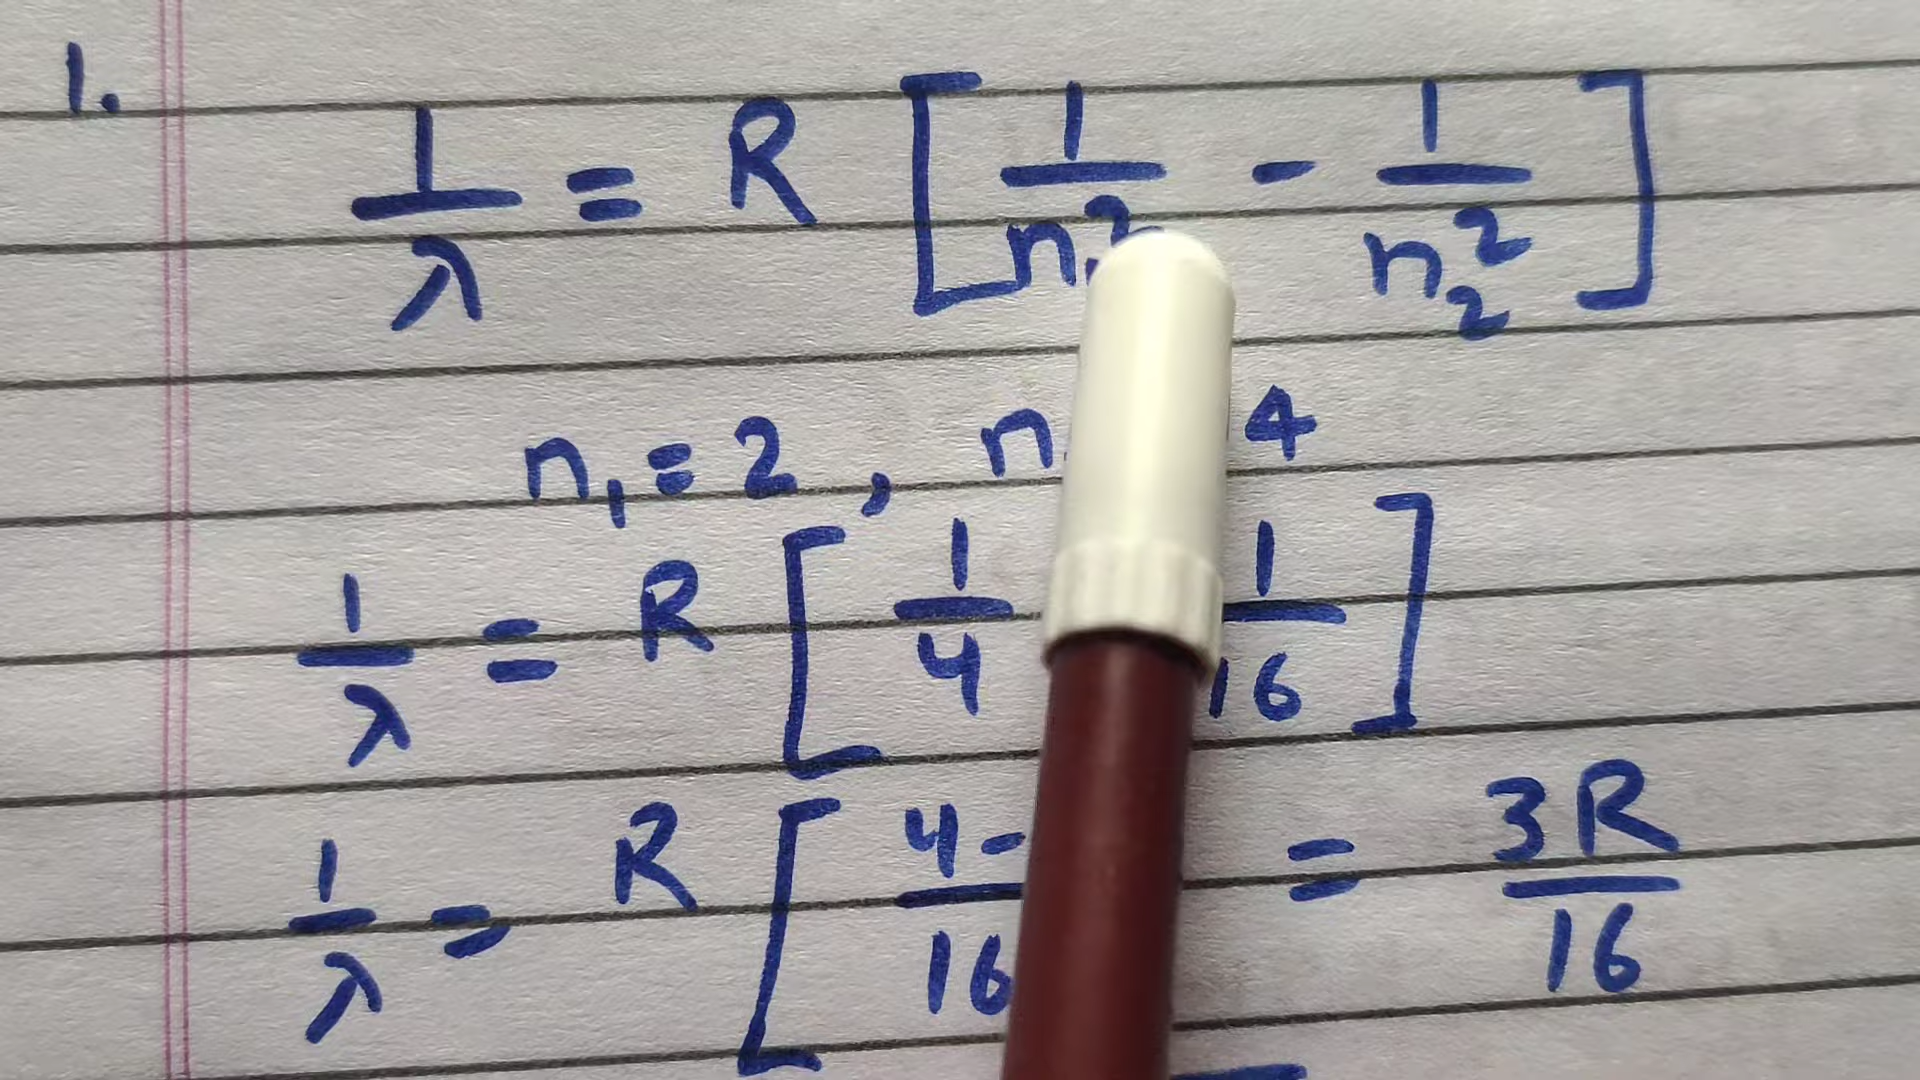 1.
1/λ = R [ 1/n₁² - 1/n₂² ]
n₁ = 2 , n 4
1/λ = R [ 1/4 1/16 ]
1/λ = R [ 4- /16 = 3R/16